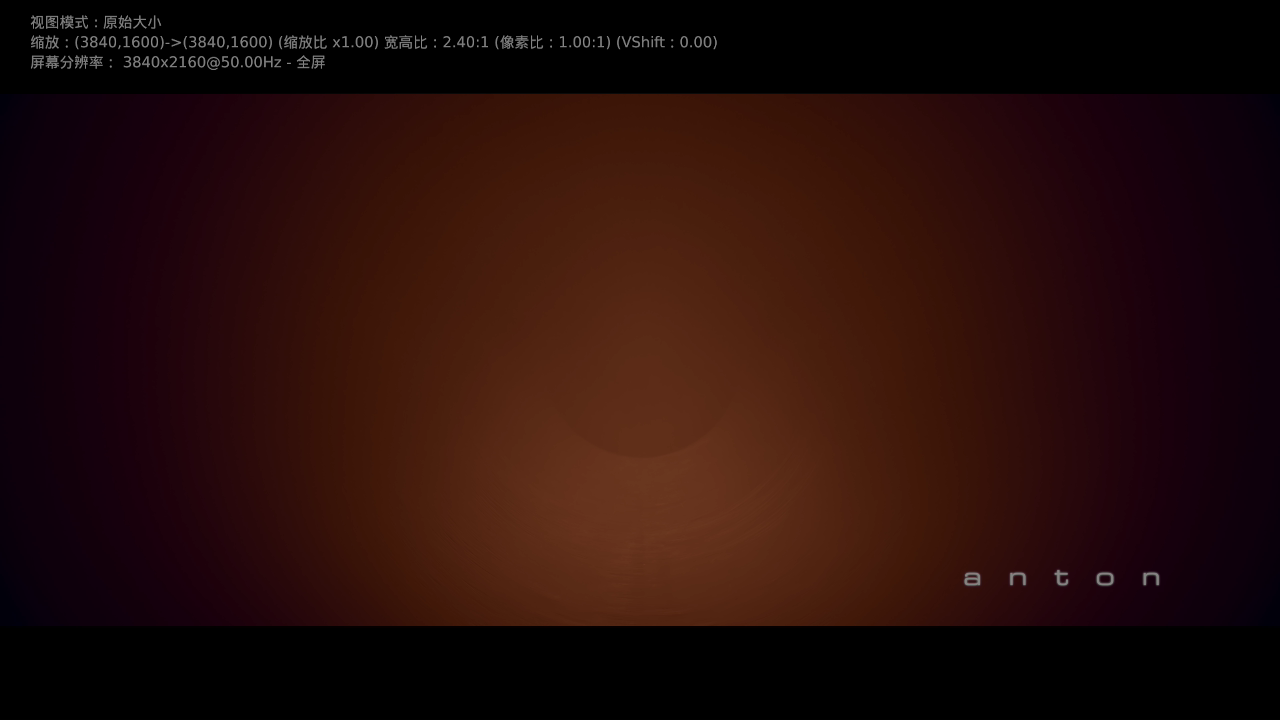 视图模式：原始大小
缩放：(3840,1600)->(3840,1600) (缩放比 x1.00) 宽高比：2.40:1 (像素比：1.00:1) (VShift : 0.00)
屏幕分辨率： 3840x2160@50.00Hz - 全屏
anton